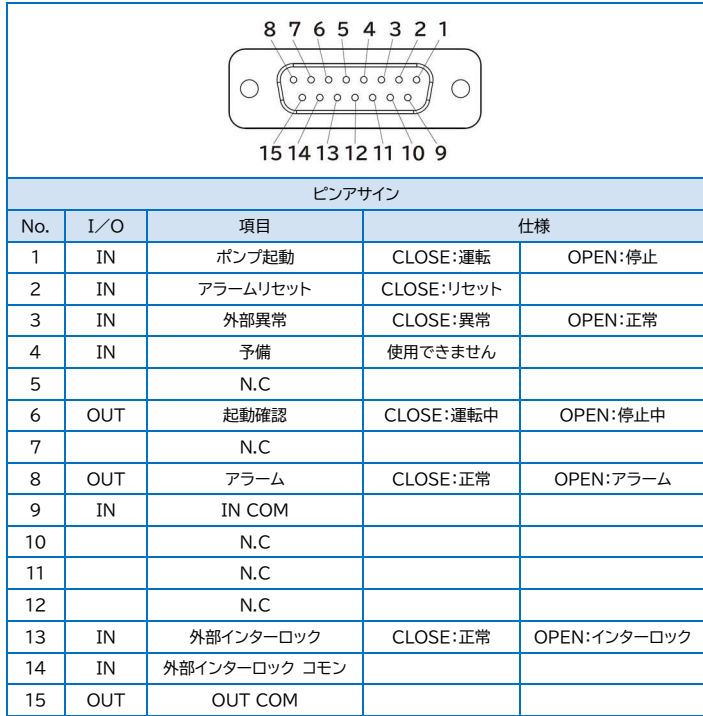 8 7 6 5 4 3 2 1
15 14 13 12 11 10 9
ピンアサイン
No. I／O 項目 仕様
1 IN ポンプ起動 CLOSE：運転 OPEN：停止
2 IN アラームリセット CLOSE：リセット
3 IN 外部異常 CLOSE：異常 OPEN：正常
4 IN 予備 使用できません
5 N.C
6 OUT 起動確認 CLOSE：運転中 OPEN：停止中
7 N.C
8 OUT アラーム CLOSE：正常 OPEN：アラーム
9 IN IN COM
10 N.C
11 N.C
12 N.C
13 IN 外部インターロック CLOSE：正常 OPEN：インターロック
14 IN 外部インターロック コモン
15 OUT OUT COM